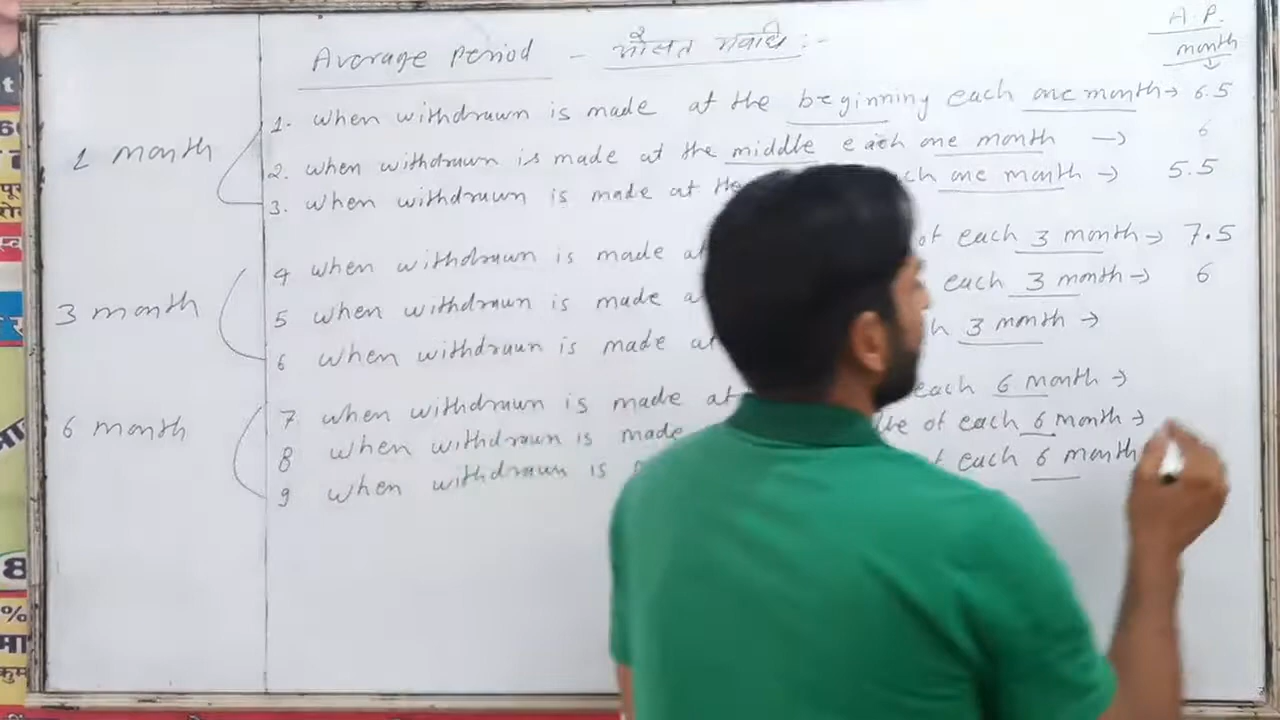 Average Period - औसत अवधि :-
A.P.
month
1 month
1. when withdrawn is made at the beginning each one month → 6.5
2. when withdrawn is made at the middle each one month → 6
3. when withdrawn is made at the one month → 5.5
3 month
4 when withdrawn is made at of each 3 month → 7.5
5 when withdrawn is made each 3 month → 6
6 when withdrawn is made at 3 month →
6 month
7 when withdrawn is made at each 6 month →
8 when withdrawn is made of each 6 month →
9 when withdrawn is each 6 month